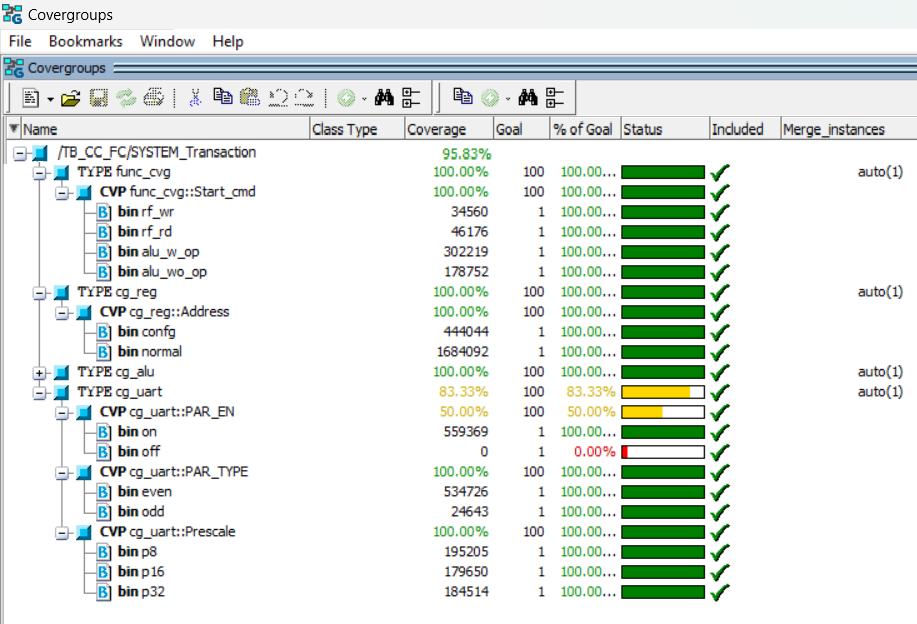 Covergroups
File Bookmarks Window Help
Covergroups
Name Class Type Coverage Goal % of Goal Status Included Merge_instances
/TB_CC_FC/SYSTEM_Transaction 95.83%
TYPE func_cvg 100.00% 100 100.00... auto(1)
CVP func_cvg::Start_cmd 100.00% 100 100.00...
B bin rf_wr 34560 1 100.00...
B bin rf_rd 46176 1 100.00...
B bin alu_w_op 302219 1 100.00...
B bin alu_wo_op 178752 1 100.00...
TYPE cg_reg 100.00% 100 100.00... auto(1)
CVP cg_reg::Address 100.00% 100 100.00...
B bin confg 444044 1 100.00...
B bin normal 1684092 1 100.00...
TYPE cg_alu 100.00% 100 100.00... auto(1)
TYPE cg_uart 83.33% 100 83.33% auto(1)
CVP cg_uart::PAR_EN 50.00% 100 50.00%
B bin on 559369 1 100.00...
B bin off 0 1 0.00%
CVP cg_uart::PAR_TYPE 100.00% 100 100.00...
B bin even 534726 1 100.00...
B bin odd 24643 1 100.00...
CVP cg_uart::Prescale 100.00% 100 100.00...
B bin p8 195205 1 100.00...
B bin p16 179650 1 100.00...
B bin p32 184514 1 100.00...